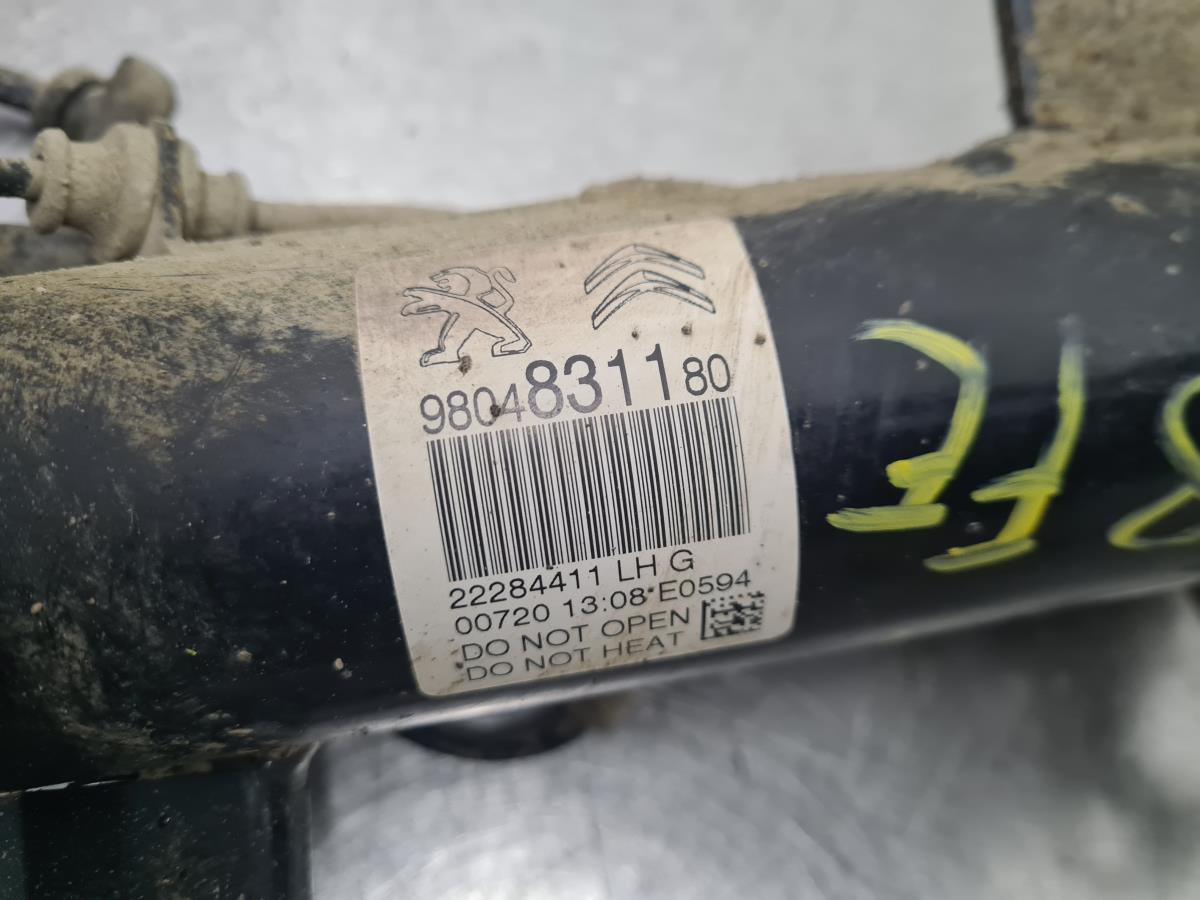 9804831180
22284411 LH G
00720 13:08 E0594
DO NOT OPEN
DO NOT HEAT